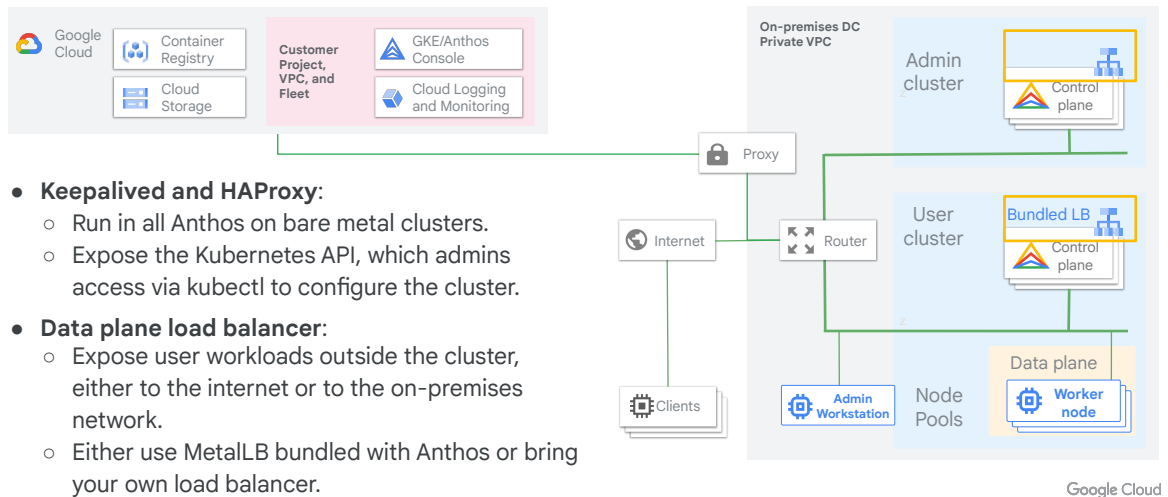 Google
Cloud
Container
Registry
Cloud
Storage
Customer
Project,
VPC, and
Fleet
GKE/Anthos
Console
Cloud Logging
and Monitoring
On-premises DC
Private VPC
Admin
cluster
z
Control
plane
Proxy
Internet
Router
User
cluster
Bundled LB
Control
plane
z
Clients
Admin
Workstation
Node
Pools
Data plane
Worker
node
● Keepalived and HAProxy:
○ Run in all Anthos on bare metal clusters.
○ Expose the Kubernetes API, which admins
access via kubectl to configure the cluster.
● Data plane load balancer:
○ Expose user workloads outside the cluster,
either to the internet or to the on-premises
network.
○ Either use MetalLB bundled with Anthos or bring
your own load balancer.
Google Cloud